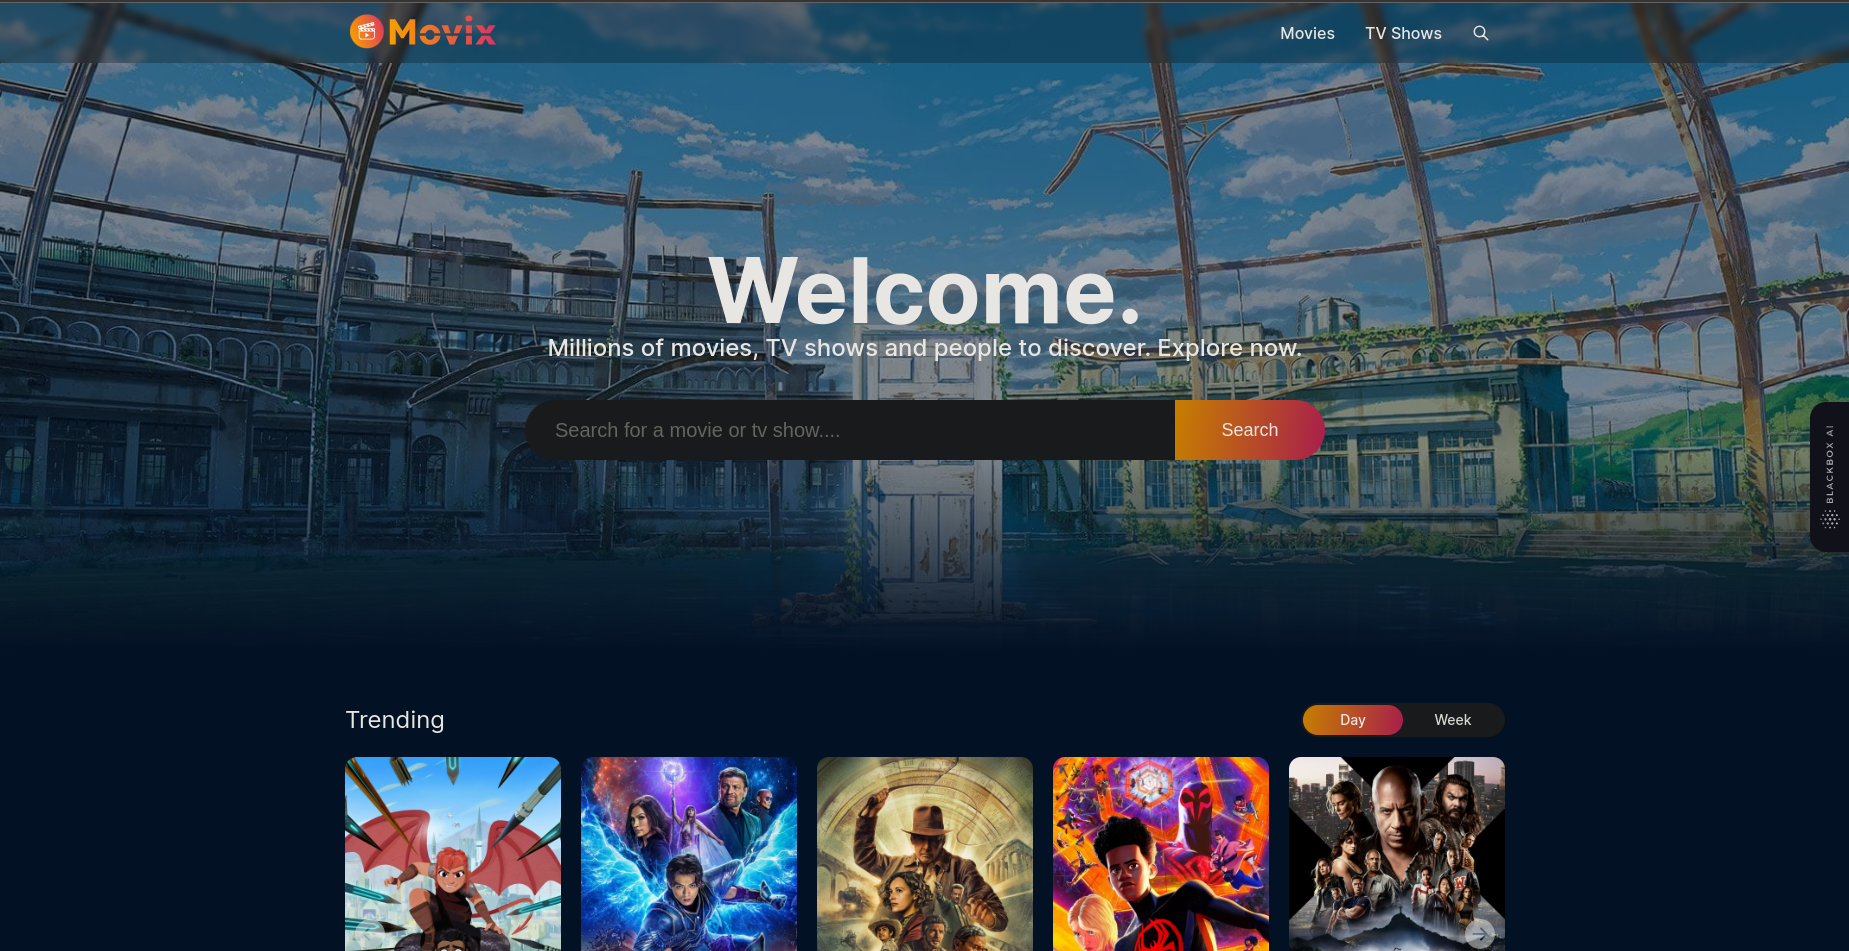 Movix
Movies
TV Shows
Welcome.
Millions of movies, TV shows and people to discover. Explore now.
Search for a movie or tv show....
Search
BLACKBOX AI
Trending
Day
Week